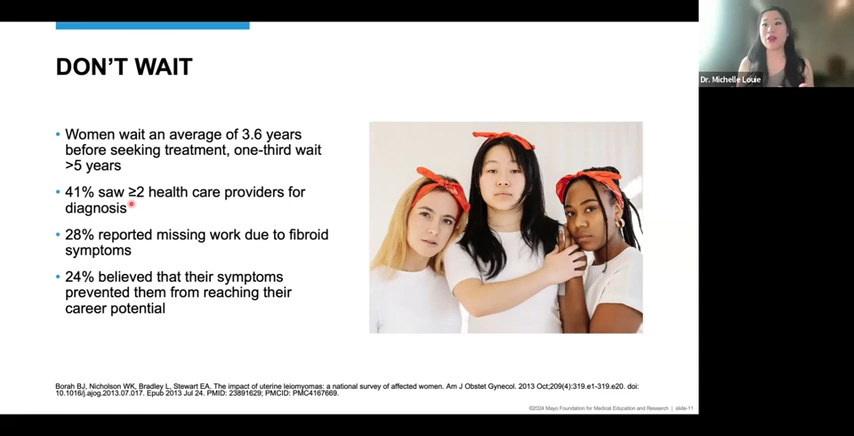 DON'T WAIT
• Women wait an average of 3.6 years
before seeking treatment, one-third wait
>5 years
• 41% saw ≥2 health care providers for
diagnosis
• 28% reported missing work due to fibroid
symptoms
• 24% believed that their symptoms
prevented them from reaching their
career potential
Borah BJ, Nicholson WK, Bradley L, Stewart EA. The impact of uterine leiomyomas: a national survey of affected women. Am J Obstet Gynecol. 2013 Oct;209(4):319.e1-319.e20. doi:
10.1016/j.ajog.2013.07.017. Epub 2013 Jul 24. PMID: 23891629; PMCID: PMC4167669.
©2024 Mayo Foundation for Medical Education and Research | slide-11
Dr. Michelle Louie